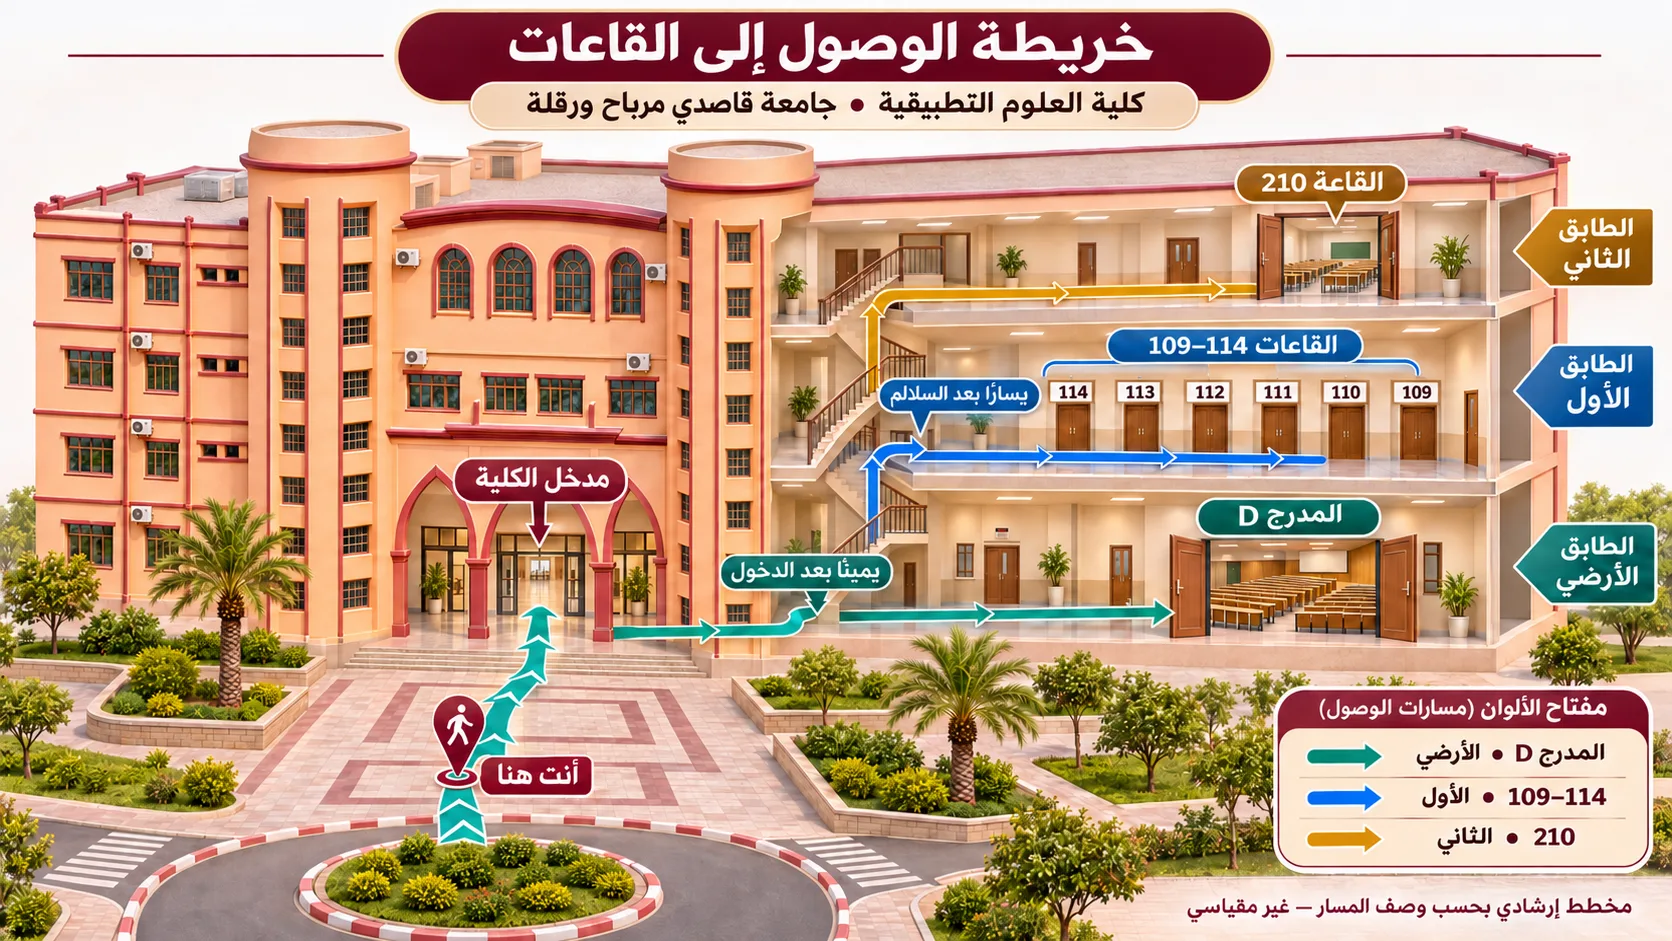 خريطة الوصول إلى القاعات
كلية العلوم التطبيقية • جامعة قاصدي مرباح ورقلة
القاعة 210
الطابق
الثاني
القاعات 109–114
الطابق
الأول
يسارًا بعد السلالم
114
113
112
111
110
109
مدخل الكلية
المدرج D
الطابق
الأرضي
يمينًا بعد الدخول
أنت هنا
مفتاح الألوان (مسارات الوصول)
المدرج D • الأرضي
109–114 • الأول
210 • الثاني
مخطط إرشادي بحسب وصف المسار — غير مقياسي